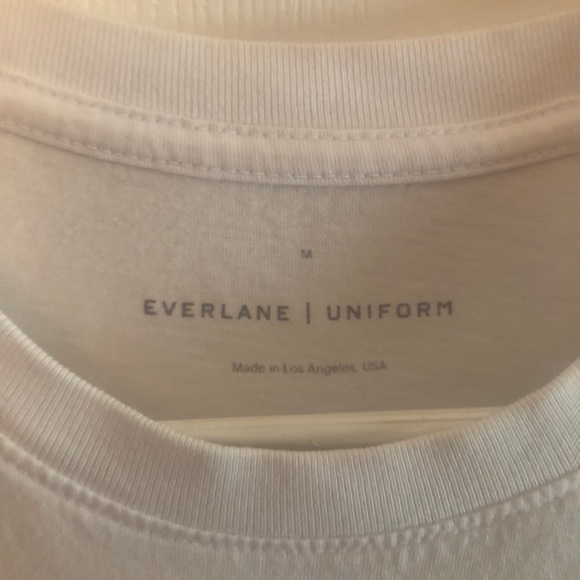 M
EVERLANE | UNIFORM
Made in Los Angeles, USA